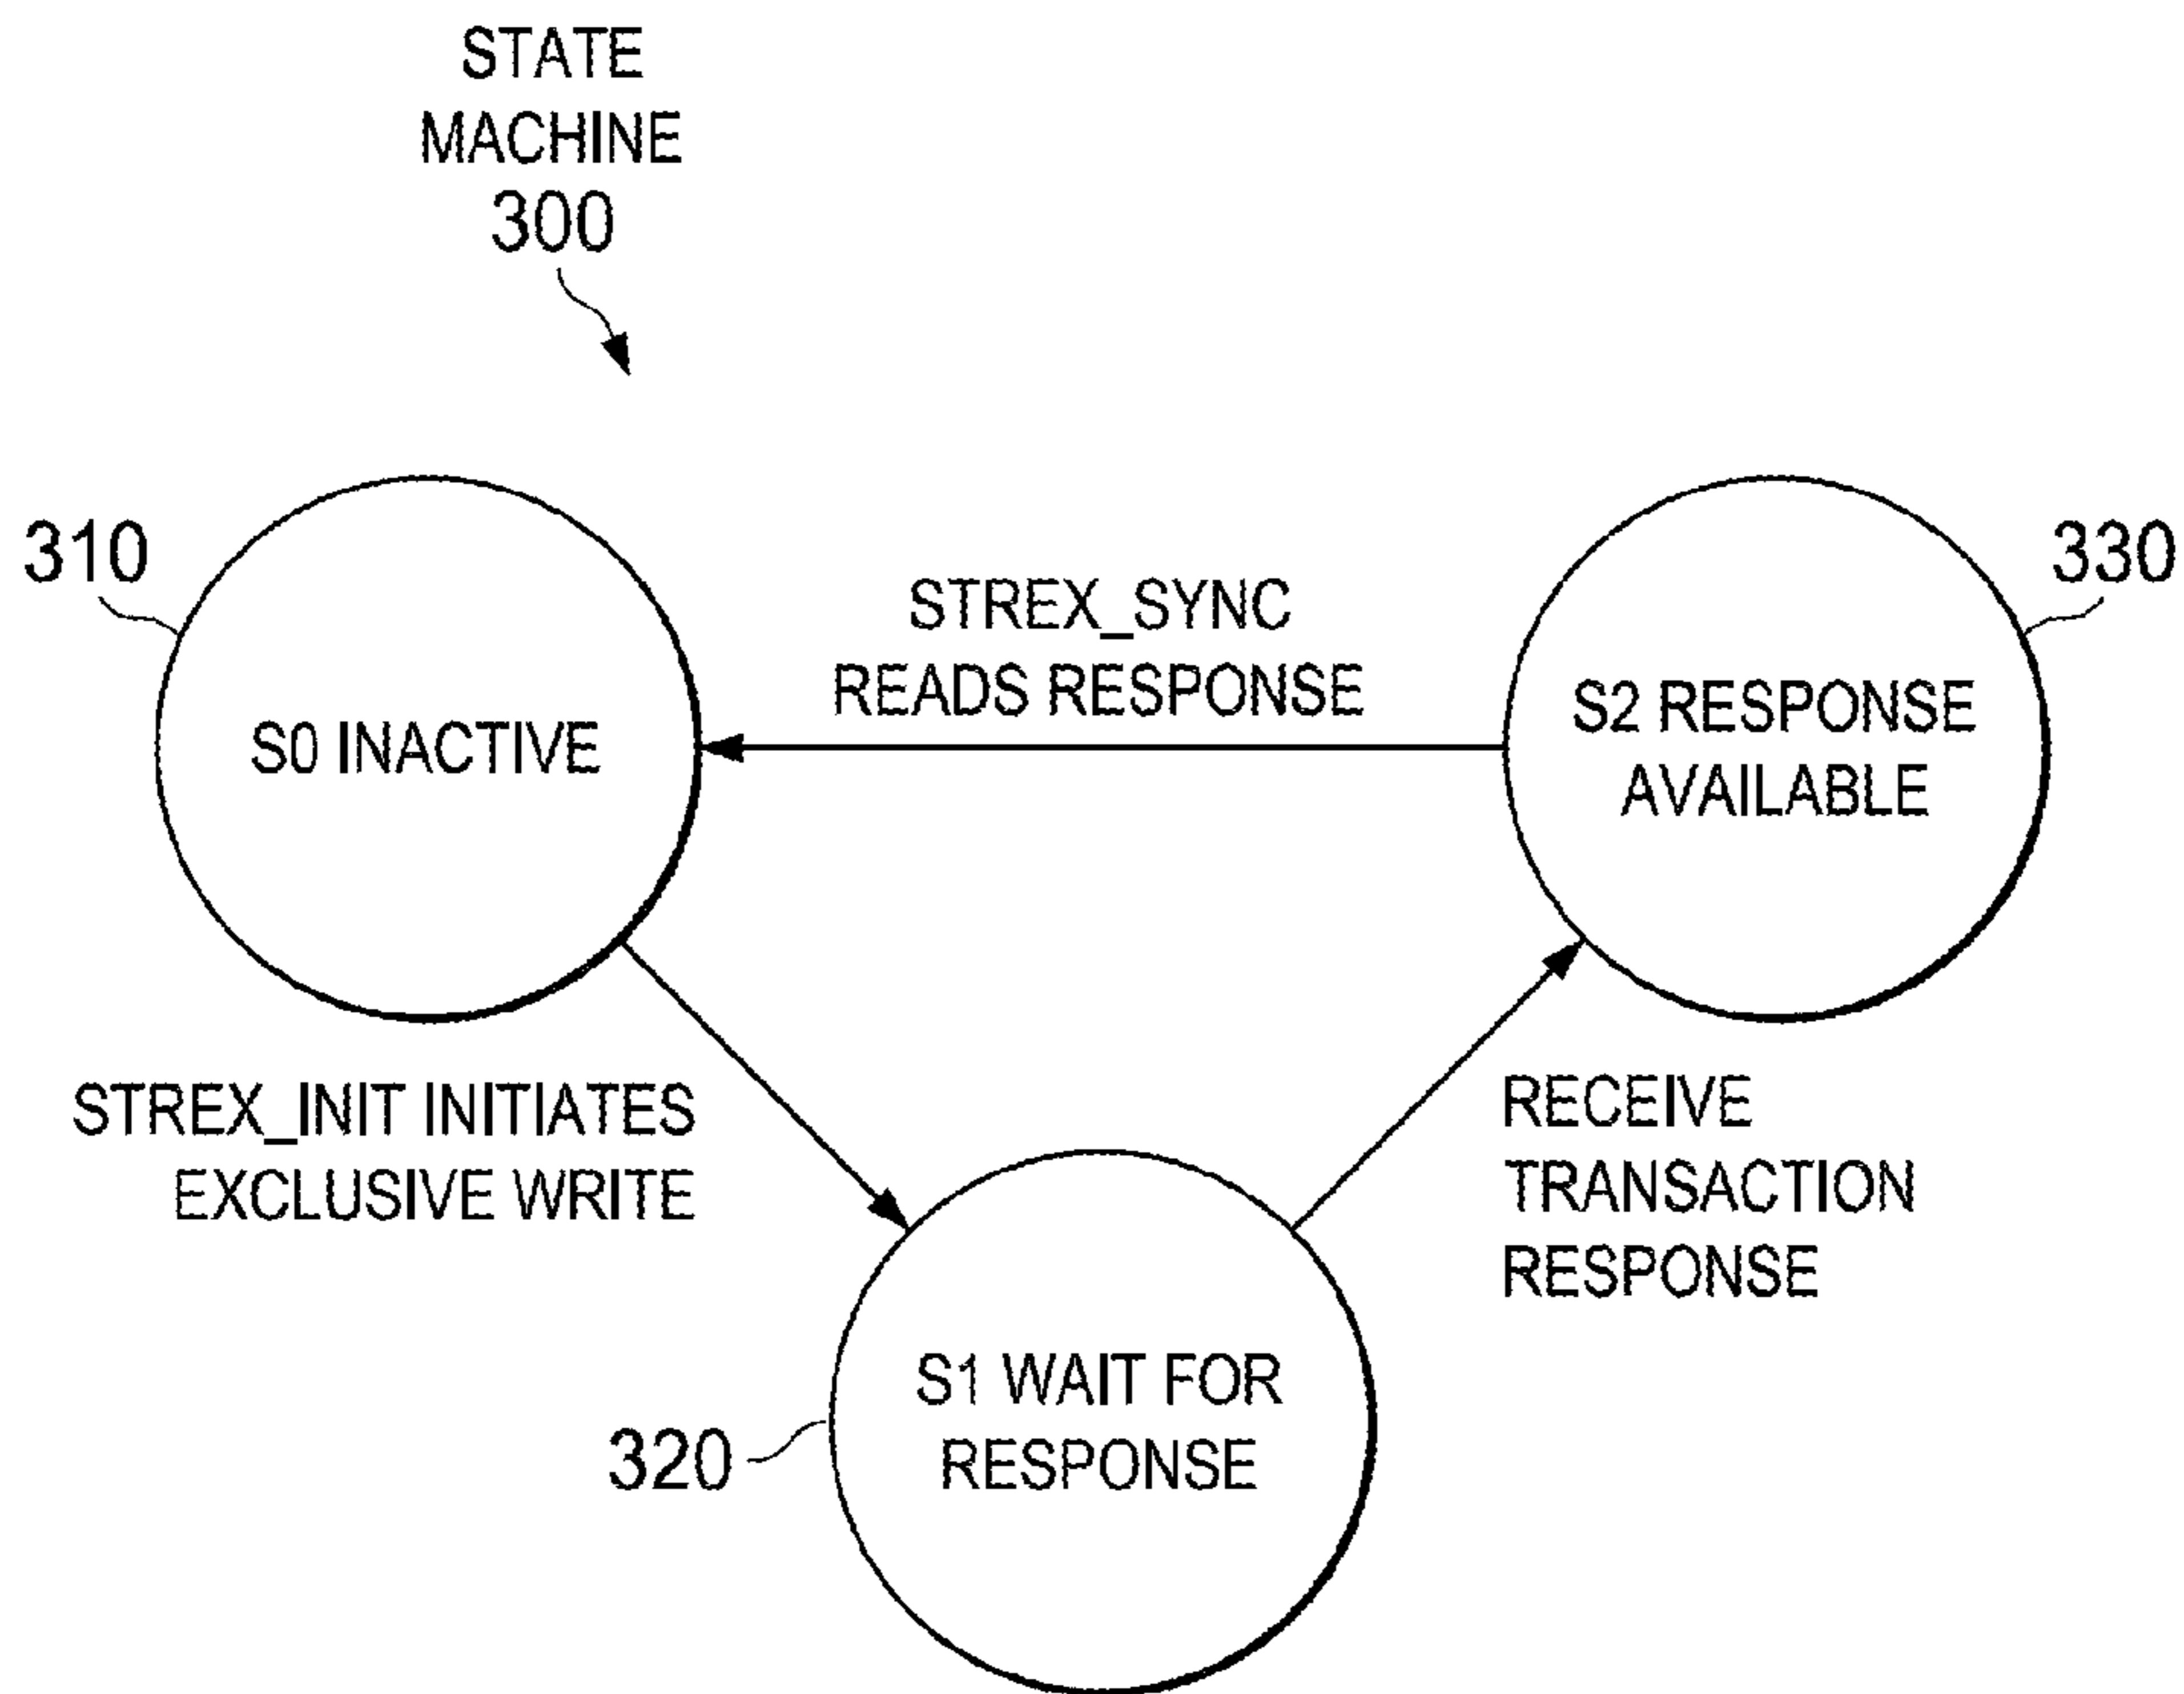 STATE
MACHINE
300
310
330
STREX_SYNC
READS RESPONSE
S0 INACTIVE
S2 RESPONSE
AVAILABLE
STREX_INIT INITIATES
EXCLUSIVE WRITE
RECEIVE
TRANSACTION
RESPONSE
S1 WAIT FOR
RESPONSE
320